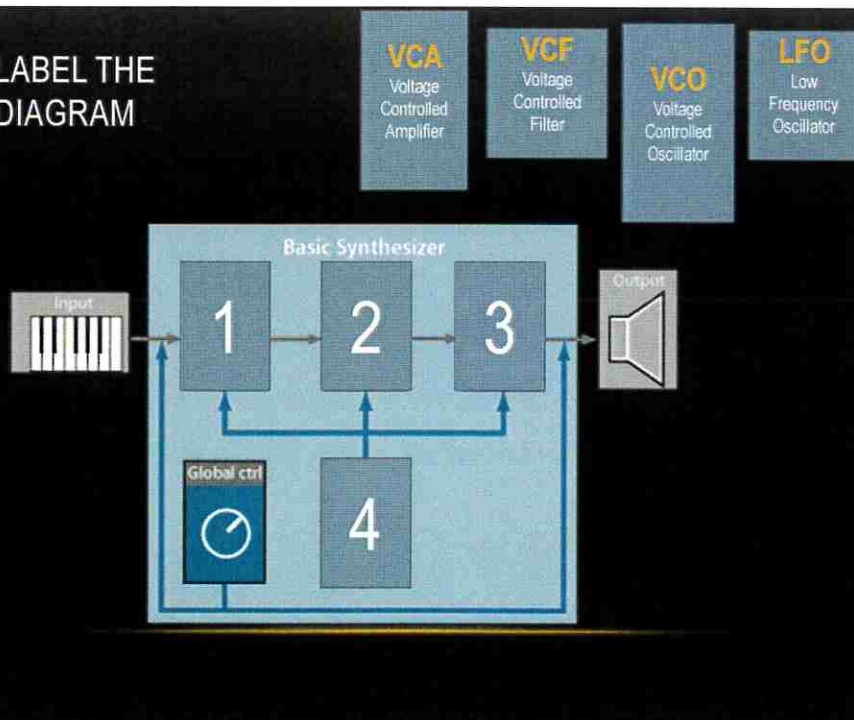 LABEL THE
DIAGRAM
VCA
Voltage
Controlled
Amplifier
VCF
Voltage
Controlled
Filter
VCO
Voltage
Controlled
Oscillator
LFO
Low
Frequency
Oscillator
Basic Synthesizer
Input
1
2
3
Output
Global ctrl
4